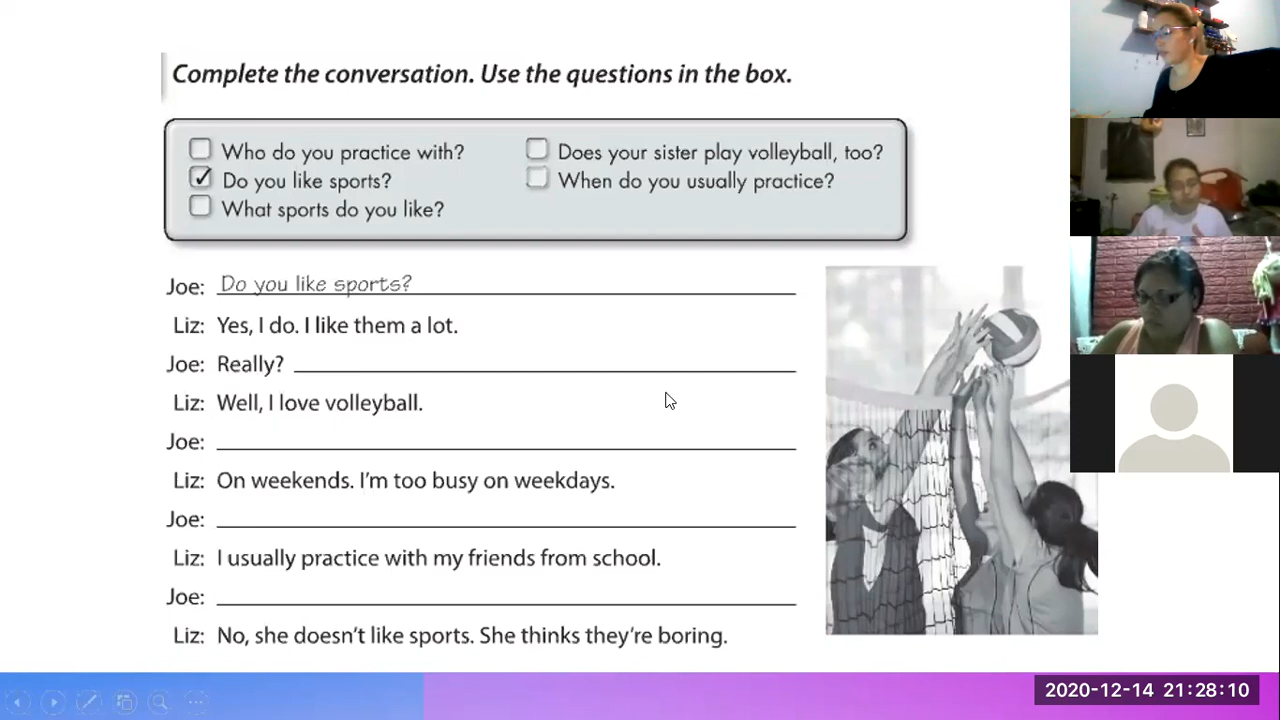 Complete the conversation. Use the questions in the box.
Who do you practice with?
Do you like sports?
What sports do you like?
Does your sister play volleyball, too?
When do you usually practice?
Joe: Do you like sports?
Liz: Yes, I do. I like them a lot.
Joe: Really?
Liz: Well, I love volleyball.
Joe:
Liz: On weekends. I'm too busy on weekdays.
Joe:
Liz: I usually practice with my friends from school.
Joe:
Liz: No, she doesn't like sports. She thinks they're boring.
2020-12-14 21:28:10